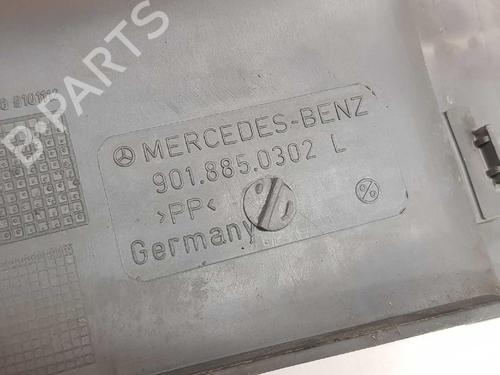 B-PARTS
MERCEDES-BENZ
901.885.0302 L
>PP<
Germany